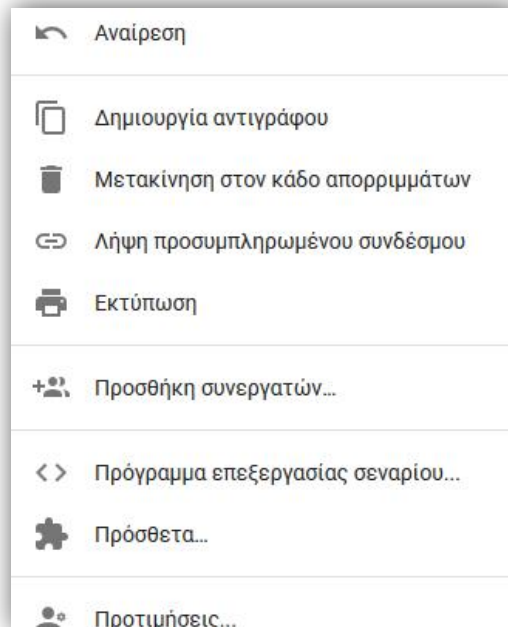 Αναίρεση
Δημιουργία αντιγράφου
Μετακίνηση στον κάδο απορριμμάτων
Λήψη προσυμπληρωμένου συνδέσμου
Εκτύπωση
Προσθήκη συνεργατών...
Πρόγραμμα επεξεργασίας σεναρίου...
Πρόσθετα...
Προτιμήσεις...